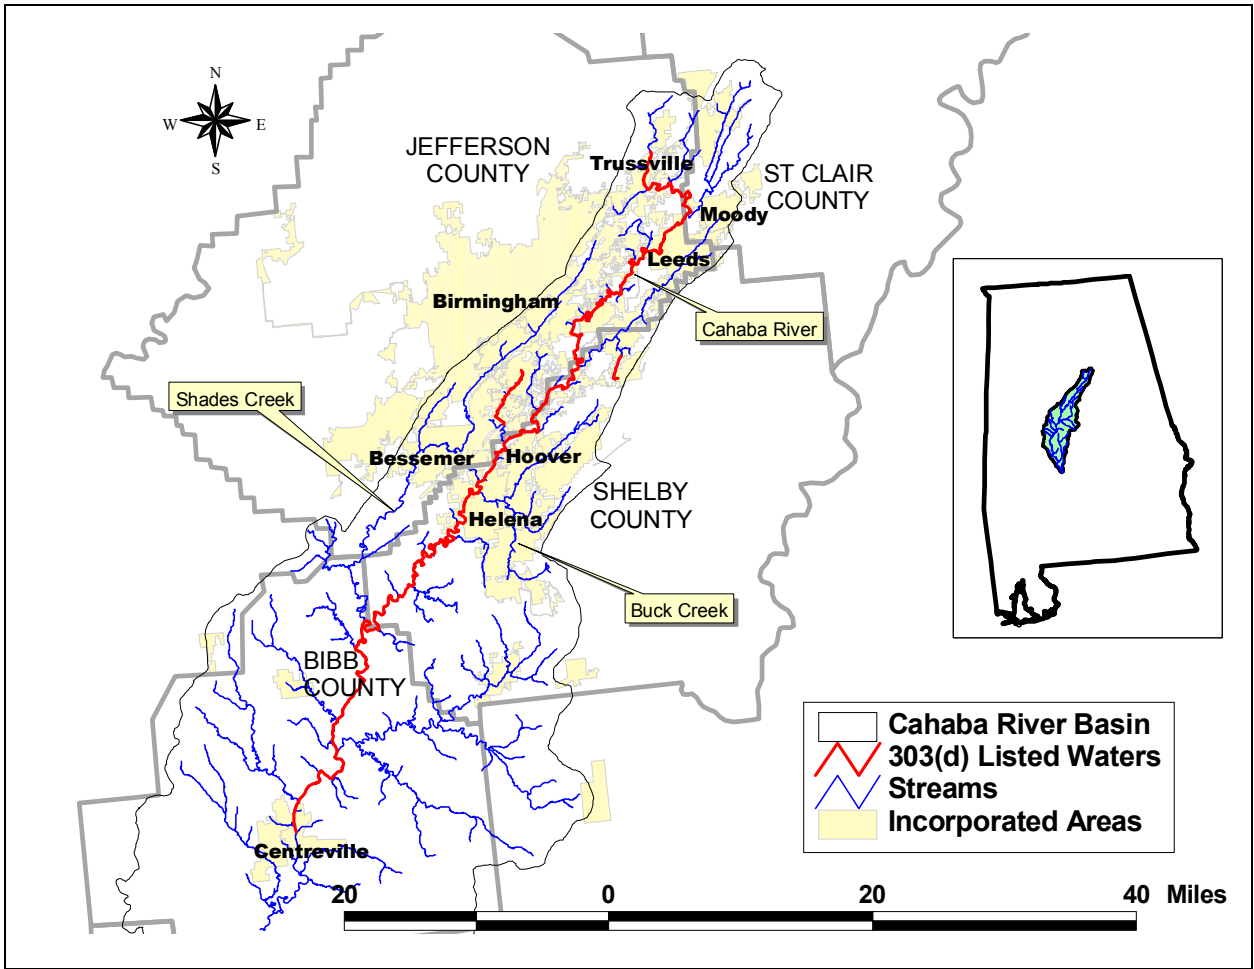 N
W E
S
JEFFERSON
COUNTY
Trussville
ST CLAIR
COUNTY
Moody
Leeds
Birmingham
Cahaba River
Shades Creek
Bessemer
Hoover
SHELBY
COUNTY
Helena
Buck Creek
BIBB
COUNTY
Centreville
Cahaba River Basin
303(d) Listed Waters
Streams
Incorporated Areas
20 0 20 40 Miles